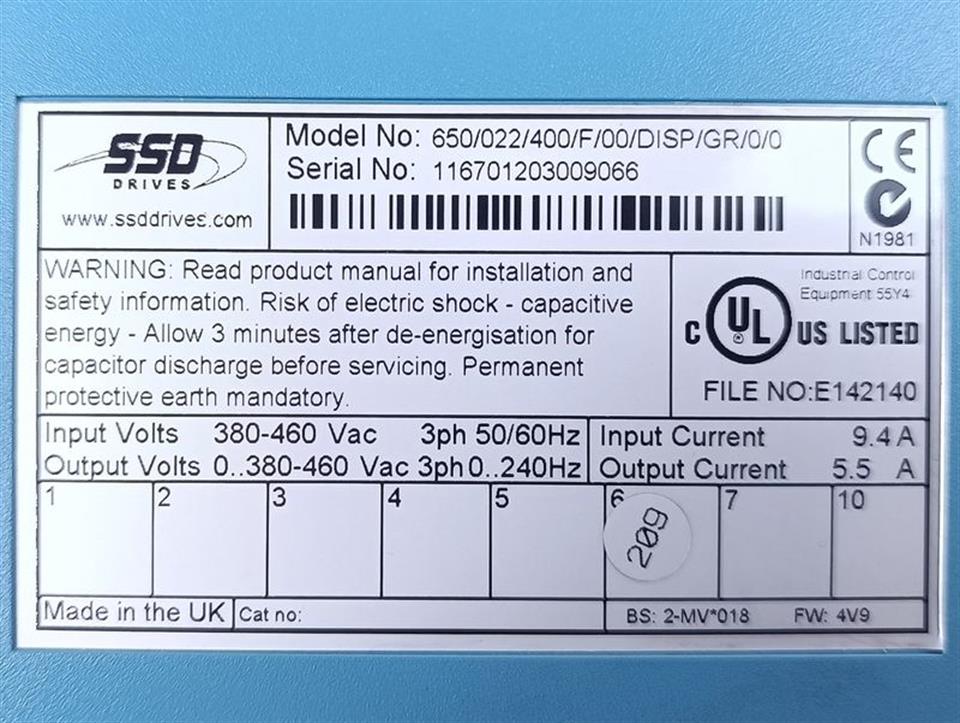 SSD
DRIVES
www.ssddrives.com
Model No: 650/022/400/F/00/DISP/GR/0/0
Serial No: 116701203009066
CE
N1981
WARNING: Read product manual for installation and
safety information. Risk of electric shock - capacitive
energy - Allow 3 minutes after de-energisation for
capacitor discharge before servicing. Permanent
protective earth mandatory.
Industrial Control
Equipment 55Y4
C UL US LISTED
FILE NO:E142140
Input Volts 380-460 Vac 3ph 50/60Hz
Output Volts 0..380-460 Vac 3ph 0..240Hz
Input Current 9.4 A
Output Current 5.5 A
1 2 3 4 5 6 7 10
209
Made in the UK Cat no: BS: 2-MV*018 FW: 4V9